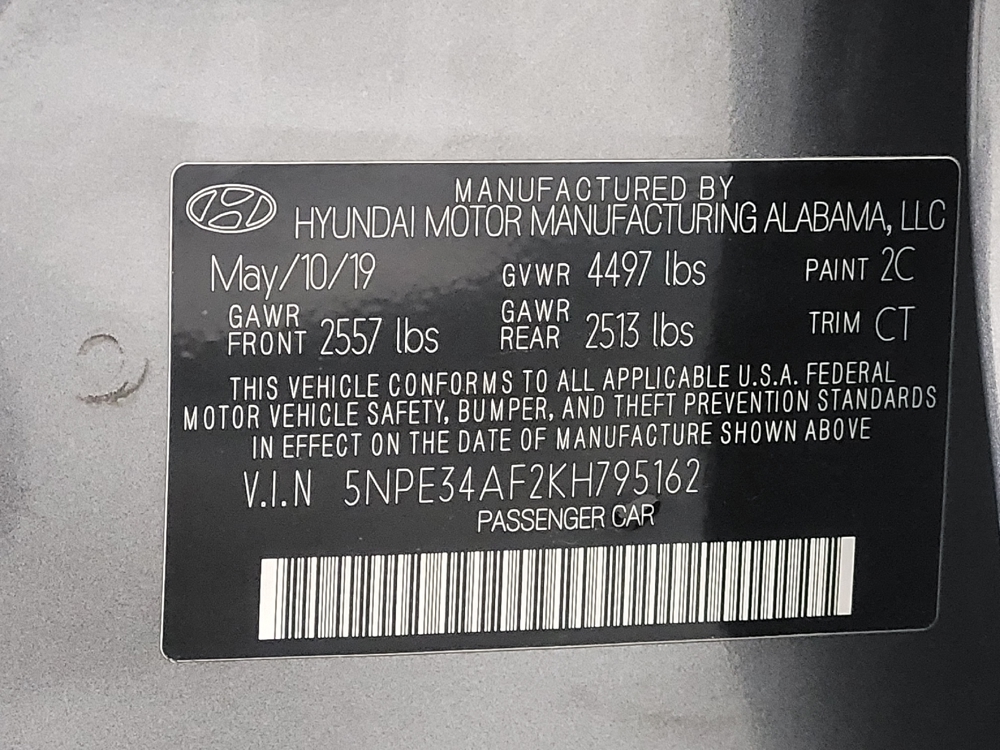 MANUFACTURED BY
HYUNDAI MOTOR MANUFACTURING ALABAMA, LLC
May/10/19 GVWR 4497 lbs PAINT 2C
GAWR FRONT 2557 lbs GAWR REAR 2513 lbs TRIM CT
THIS VEHICLE CONFORMS TO ALL APPLICABLE U.S.A. FEDERAL
MOTOR VEHICLE SAFETY, BUMPER, AND THEFT PREVENTION STANDARDS
IN EFFECT ON THE DATE OF MANUFACTURE SHOWN ABOVE
V.I.N 5NPE34AF2KH795162
PASSENGER CAR